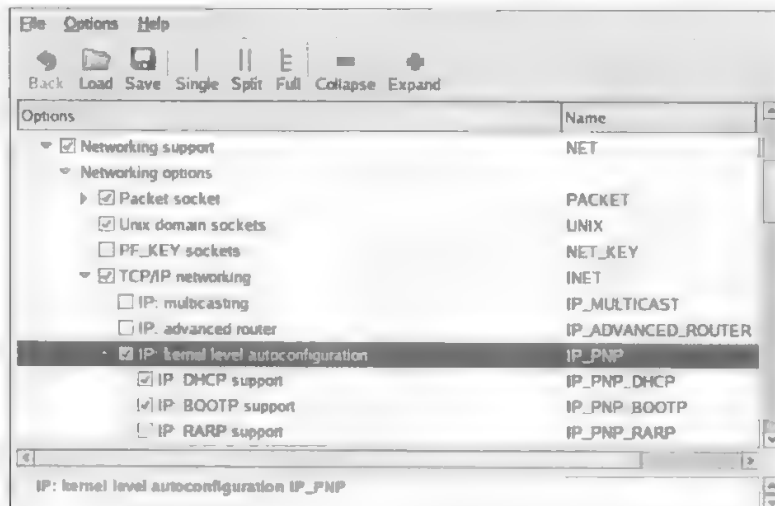 File Options Help
Back Load Save Single Split Full Collapse Expand
Options Name
Networking support NET
Networking options
Packet socket PACKET
Unix domain sockets UNIX
PF_KEY sockets NET_KEY
TCP/IP networking INET
IP: multicasting IP_MULTICAST
IP: advanced router IP_ADVANCED_ROUTER
IP: kernel level autoconfiguration IP_PNP
IP: DHCP support IP_PNP_DHCP
IP: BOOTP support IP_PNP_BOOTP
IP: RARP support IP_PNP_RARP
IP: kernel level autoconfiguration IP_PNP